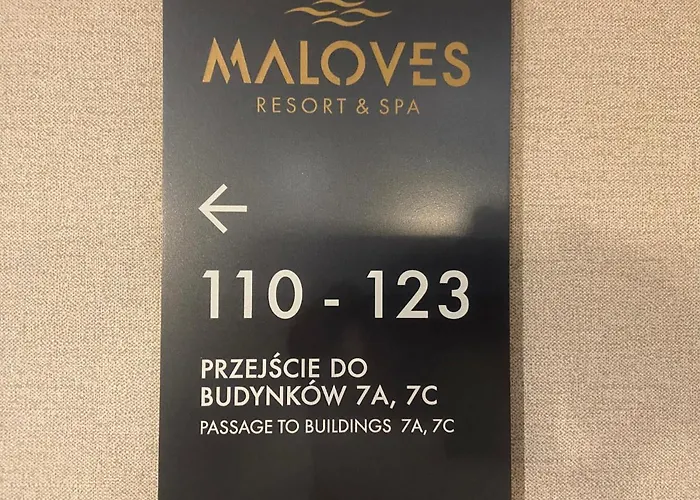 MALOVES
RESORT & SPA
←
110 - 123
PRZEJŚCIE DO
BUDYNKÓW 7A, 7C
PASSAGE TO BUILDINGS 7A, 7C